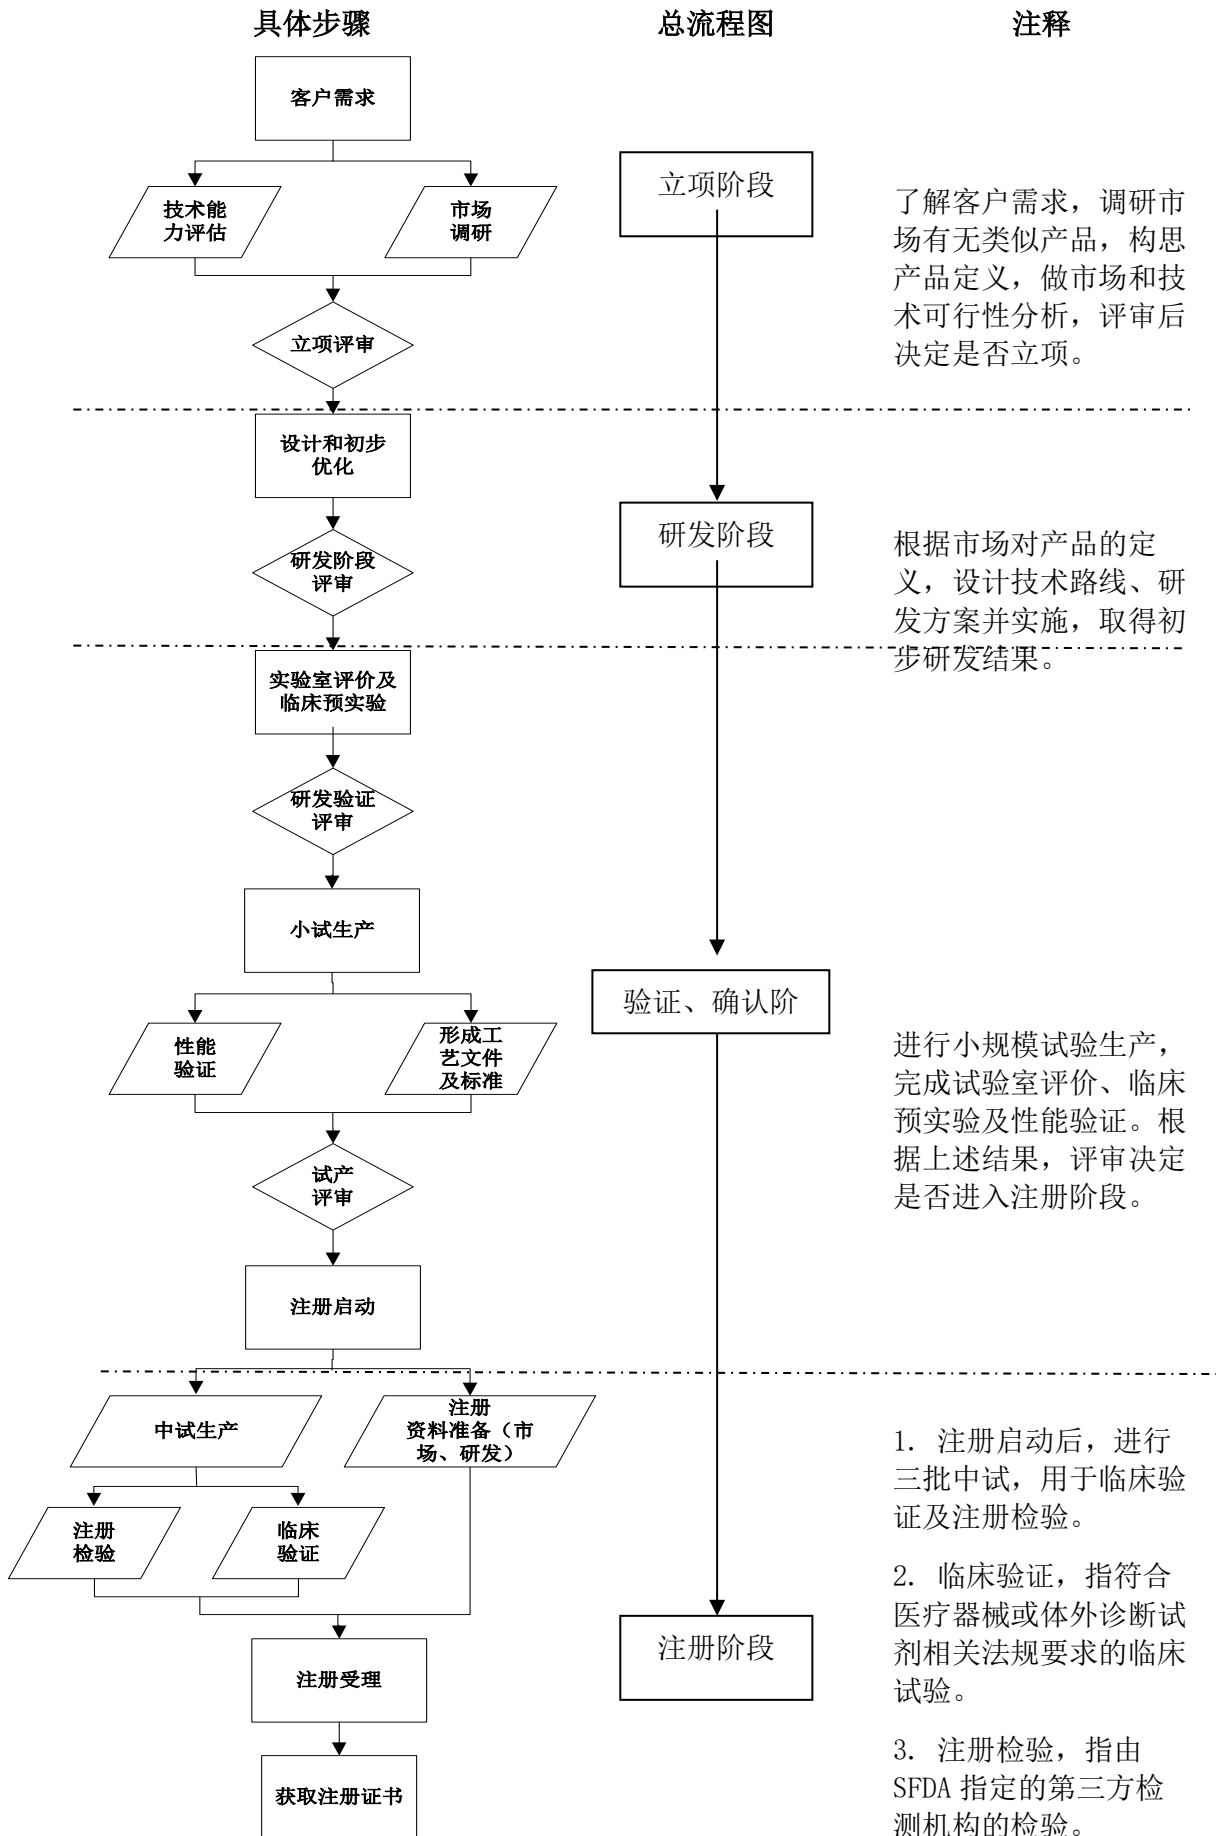 具体步骤
总流程图
注释
客户需求
技术能
力评估
市场
调研
立项评审
立项阶段
了解客户需求，调研市
场有无类似产品，构思
产品定义，做市场和技
术可行性分析，评审后
决定是否立项。
设计和初步
优化
研发阶段
评审
研发阶段
根据市场对产品的定
义，设计技术路线、研
发方案并实施，取得初
步研发结果。
实验室评价及
临床预实验
研发验证
评审
小试生产
性能
验证
形成工
艺文件
及标准
试产
评审
注册启动
验证、确认阶
进行小规模试验生产，
完成试验室评价、临床
预实验及性能验证。根
据上述结果，评审决定
是否进入注册阶段。
中试生产
注册
资料准备（市
场、研发）
注册
检验
临床
验证
注册受理
获取注册证书
注册阶段
1. 注册启动后，进行
三批中试，用于临床验
证及注册检验。
2. 临床验证，指符合
医疗器械或体外诊断试
剂相关法规要求的临床
试验。
3. 注册检验，指由
SFDA 指定的第三方检
测机构的检验。